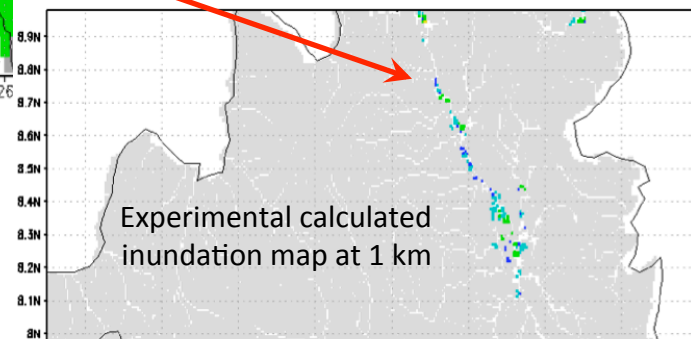 26
8.9N
8.8N
8.7N
8.6N
8.5N
8.4N
8.3N
8.2N
8.1N
8N
Experimental calculated
inundation map at 1 km